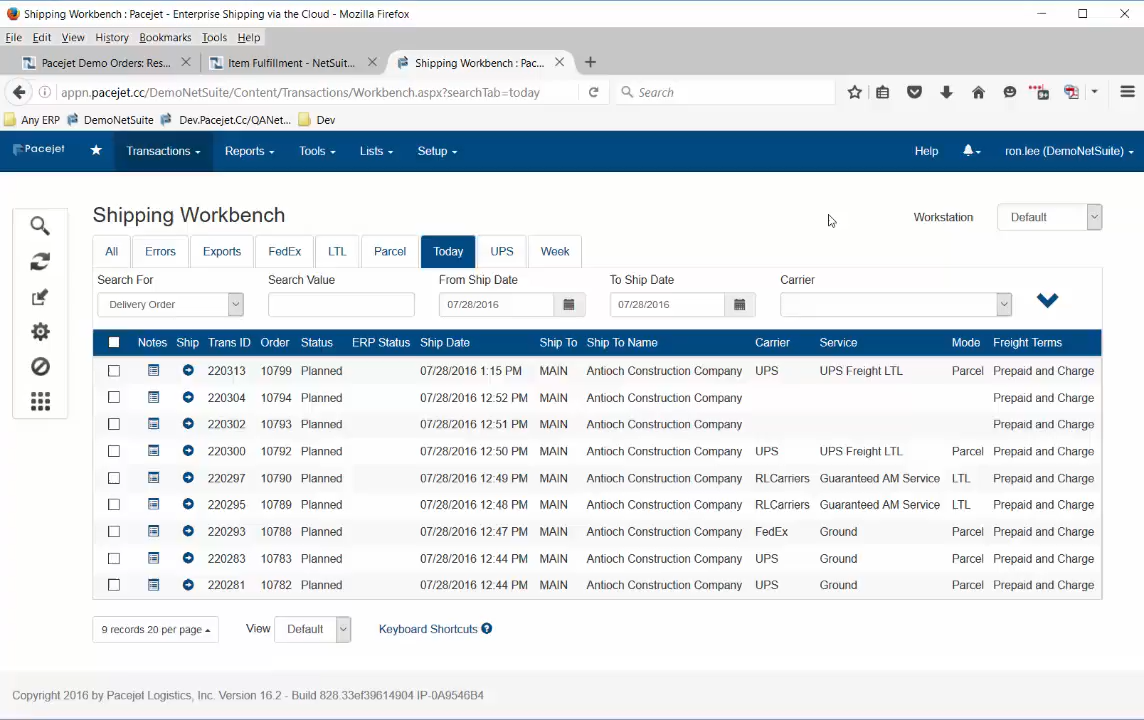 Shipping Workbench : Pacejet - Enterprise Shipping via the Cloud - Mozilla Firefox
File Edit View History Bookmarks Tools Help
Pacejet Demo Orders: Res... Item Fulfillment - NetSuit... Shipping Workbench : Pac...
appn.pacejet.cc/DemoNetSuite/Content/Transactions/Workbench.aspx?searchTab=today Search
Any ERP DemoNetSuite Dev.Pacejet.Cc/QANet... Dev
Pacejet Transactions Reports Tools Lists Setup Help ron.lee (DemoNetSuite)
Shipping Workbench Workstation Default
All Errors Exports FedEx LTL Parcel Today UPS Week
Search For Search Value From Ship Date To Ship Date Carrier
Delivery Order 07/28/2016 07/28/2016
Notes Ship Trans ID Order Status ERP Status Ship Date Ship To Ship To Name Carrier Service Mode Freight Terms
220313 10799 Planned 07/28/2016 1:15 PM MAIN Antioch Construction Company UPS UPS Freight LTL Parcel Prepaid and Charge
220304 10794 Planned 07/28/2016 12:52 PM MAIN Antioch Construction Company Prepaid and Charge
220302 10793 Planned 07/28/2016 12:51 PM MAIN Antioch Construction Company Prepaid and Charge
220300 10792 Planned 07/28/2016 12:50 PM MAIN Antioch Construction Company UPS UPS Freight LTL Parcel Prepaid and Charge
220297 10790 Planned 07/28/2016 12:49 PM MAIN Antioch Construction Company RLCarriers Guaranteed AM Service LTL Prepaid and Charge
220295 10789 Planned 07/28/2016 12:48 PM MAIN Antioch Construction Company RLCarriers Guaranteed AM Service LTL Prepaid and Charge
220293 10788 Planned 07/28/2016 12:47 PM MAIN Antioch Construction Company FedEx Ground Parcel Prepaid and Charge
220283 10783 Planned 07/28/2016 12:44 PM MAIN Antioch Construction Company UPS Ground Parcel Prepaid and Charge
220281 10782 Planned 07/28/2016 12:44 PM MAIN Antioch Construction Company UPS Ground Parcel Prepaid and Charge
9 records 20 per page View Default Keyboard Shortcuts
Copyright 2016 by Pacejet Logistics, Inc. Version 16.2 - Build 828.33ef39614904 IP-0A9546B4